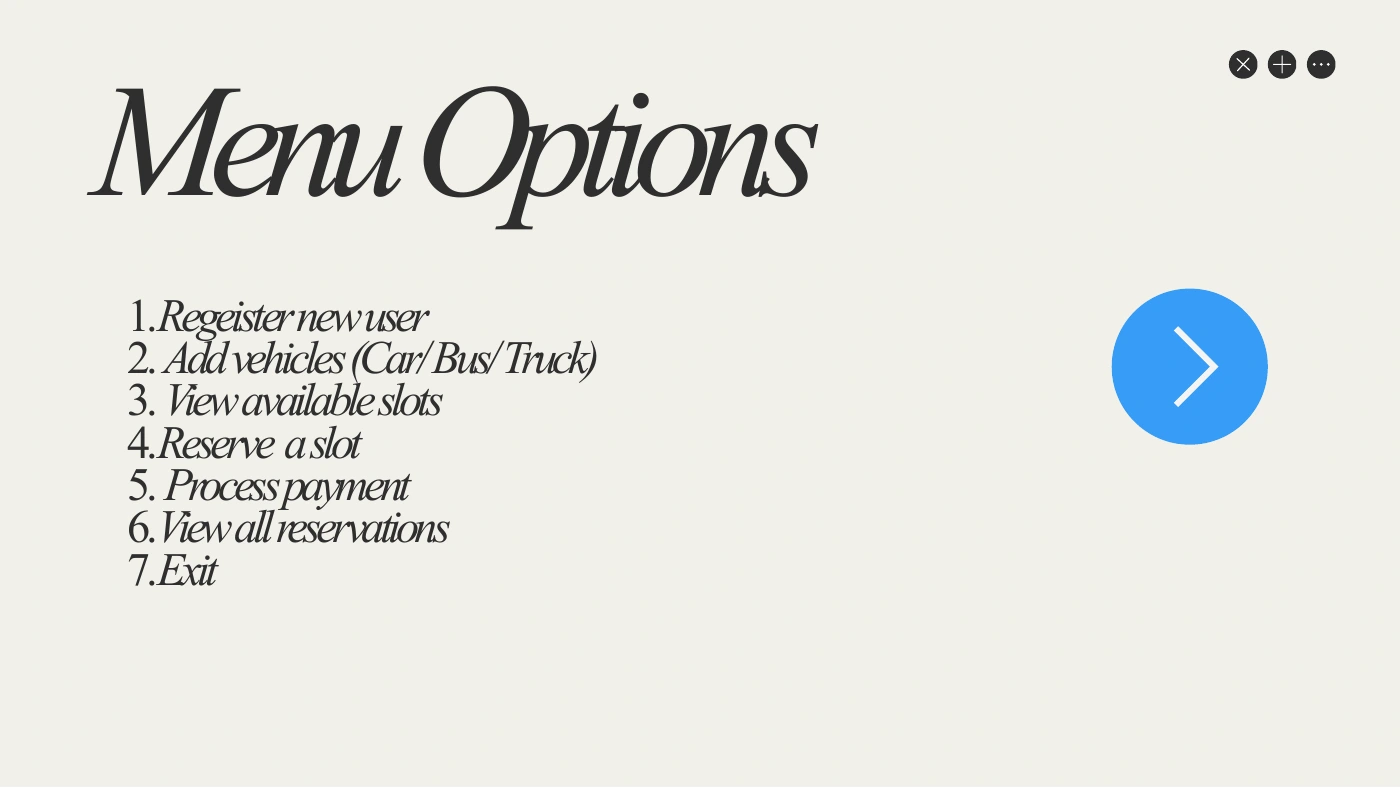 Menu Options
1.Regeister new user
2. Add vehicles (Car/ Bus/ Truck)
3. View available slots
4.Reserve  a slot
5. Process payment
6.View all reservations
7.Exit